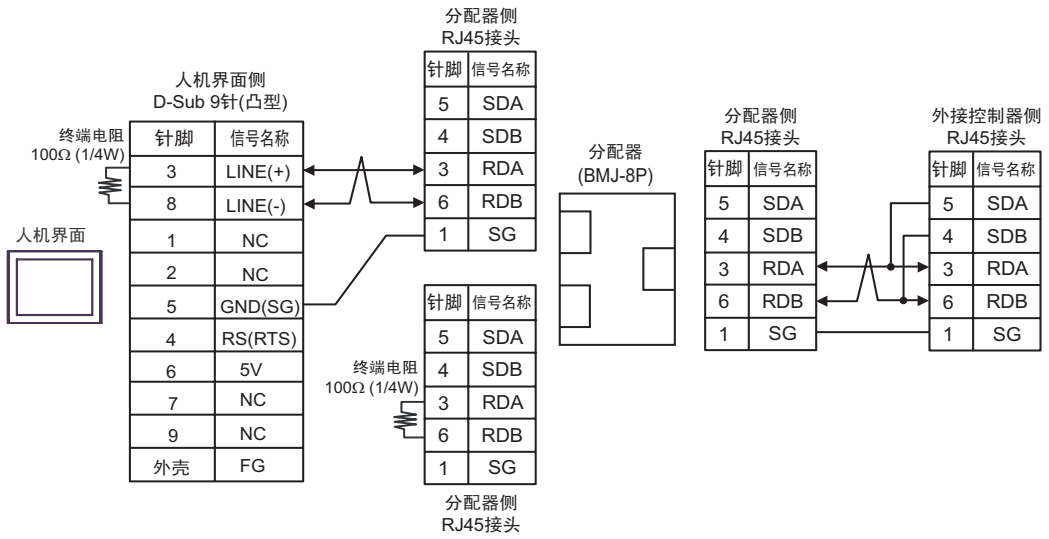 人机界面
人机界面侧
D-Sub 9针(凸型)
终端电阻
100Ω (1/4W)
针脚 信号名称
3 LINE(+)
8 LINE(-)
1 NC
2 NC
5 GND(SG)
4 RS(RTS)
6 5V
7 NC
9 NC
外壳 FG
分配器侧
RJ45接头
针脚 信号名称
5 SDA
4 SDB
3 RDA
6 RDB
1 SG
终端电阻
100Ω (1/4W)
针脚 信号名称
5 SDA
4 SDB
3 RDA
6 RDB
1 SG
分配器侧
RJ45接头
分配器
(BMJ-8P)
分配器侧
RJ45接头
针脚 信号名称
5 SDA
4 SDB
3 RDA
6 RDB
1 SG
外接控制器侧
RJ45接头
针脚 信号名称
5 SDA
4 SDB
3 RDA
6 RDB
1 SG